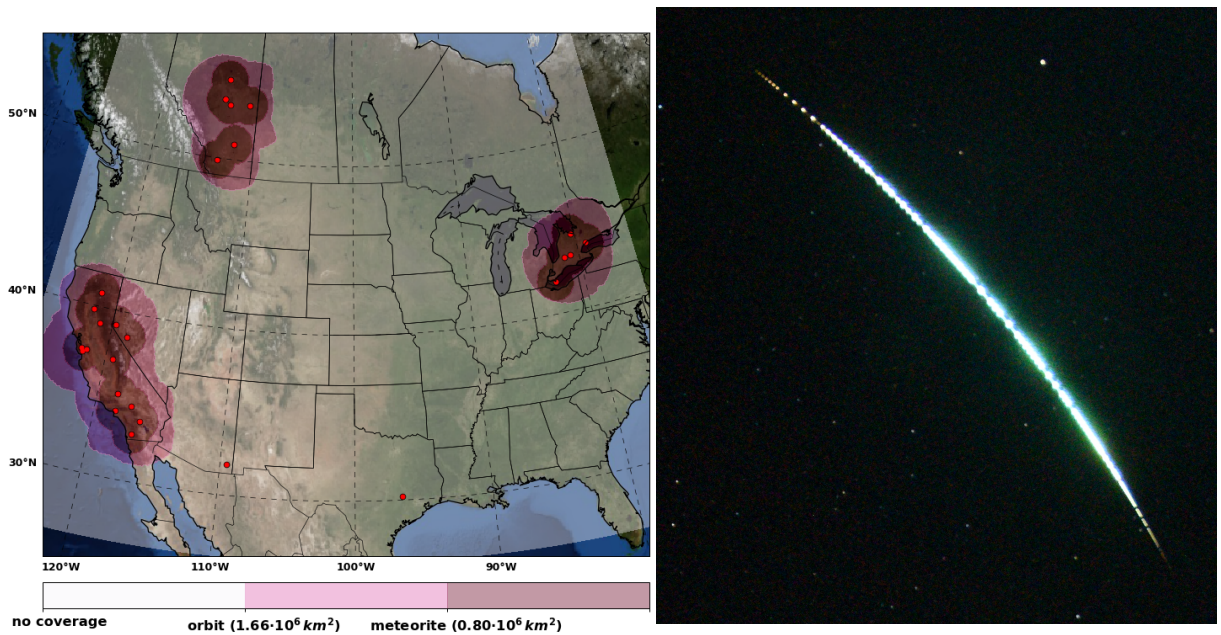 50°N
40°N
30°N
120°W 110°W 100°W 90°W
no coverage orbit (1.66·10⁶ km²) meteorite (0.80·10⁶ km²)